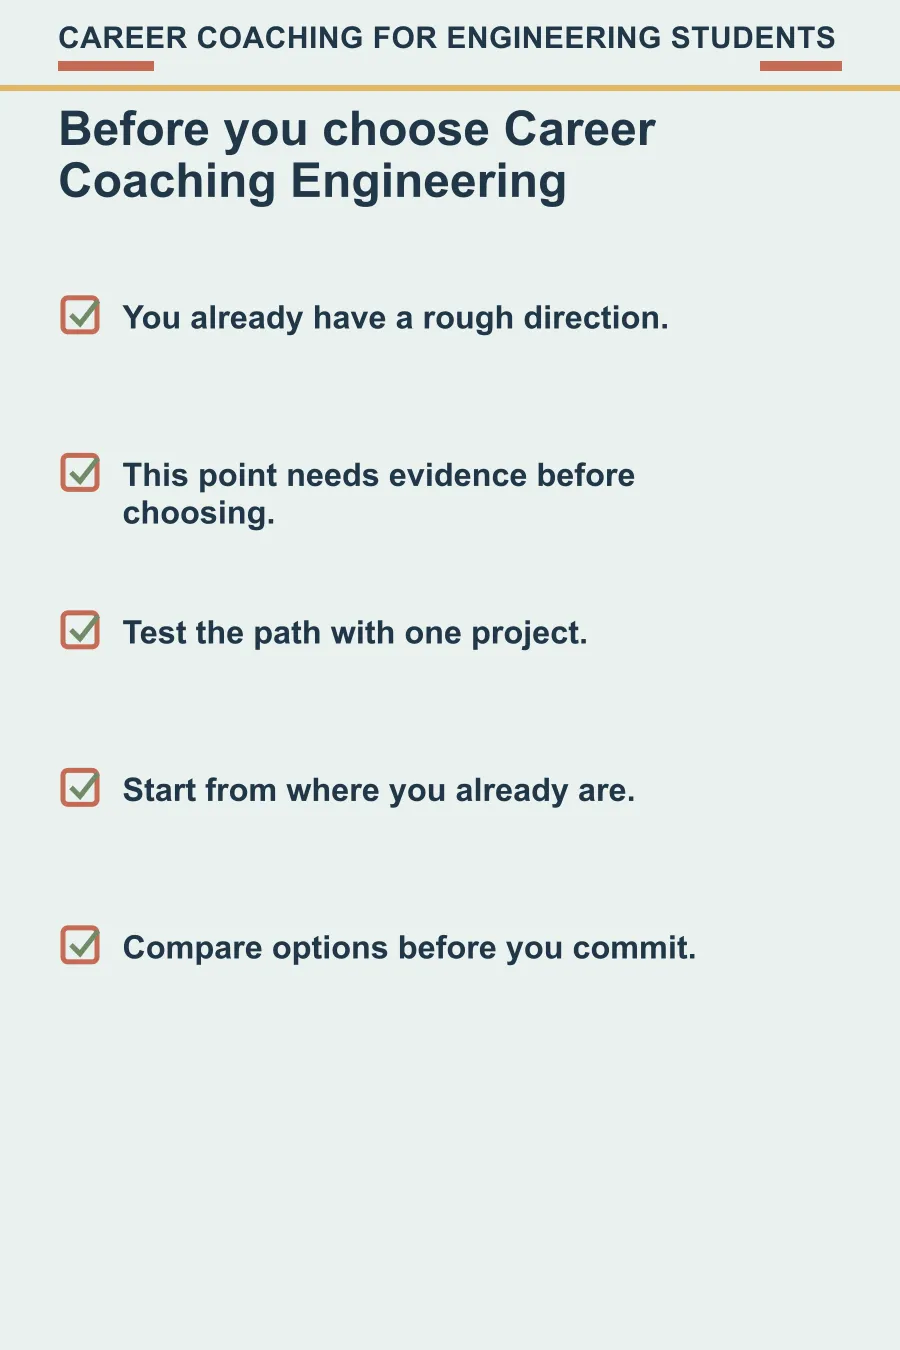 CAREER COACHING FOR ENGINEERING STUDENTS
Before you choose Career
Coaching Engineering
You already have a rough direction.
This point needs evidence before
choosing.
Test the path with one project.
Start from where you already are.
Compare options before you commit.